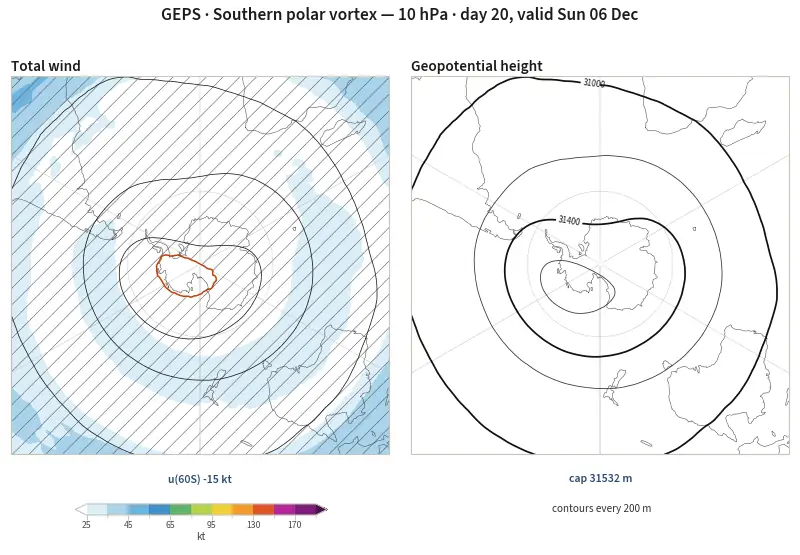 GEPS · Southern polar vortex — 10 hPa · day 20, valid Sun 06 Dec
Total wind
Geopotential height
31000
31400
u(60S) -15 kt
cap 31532 m
contours every 200 m
25 45 65 95 130 170
kt